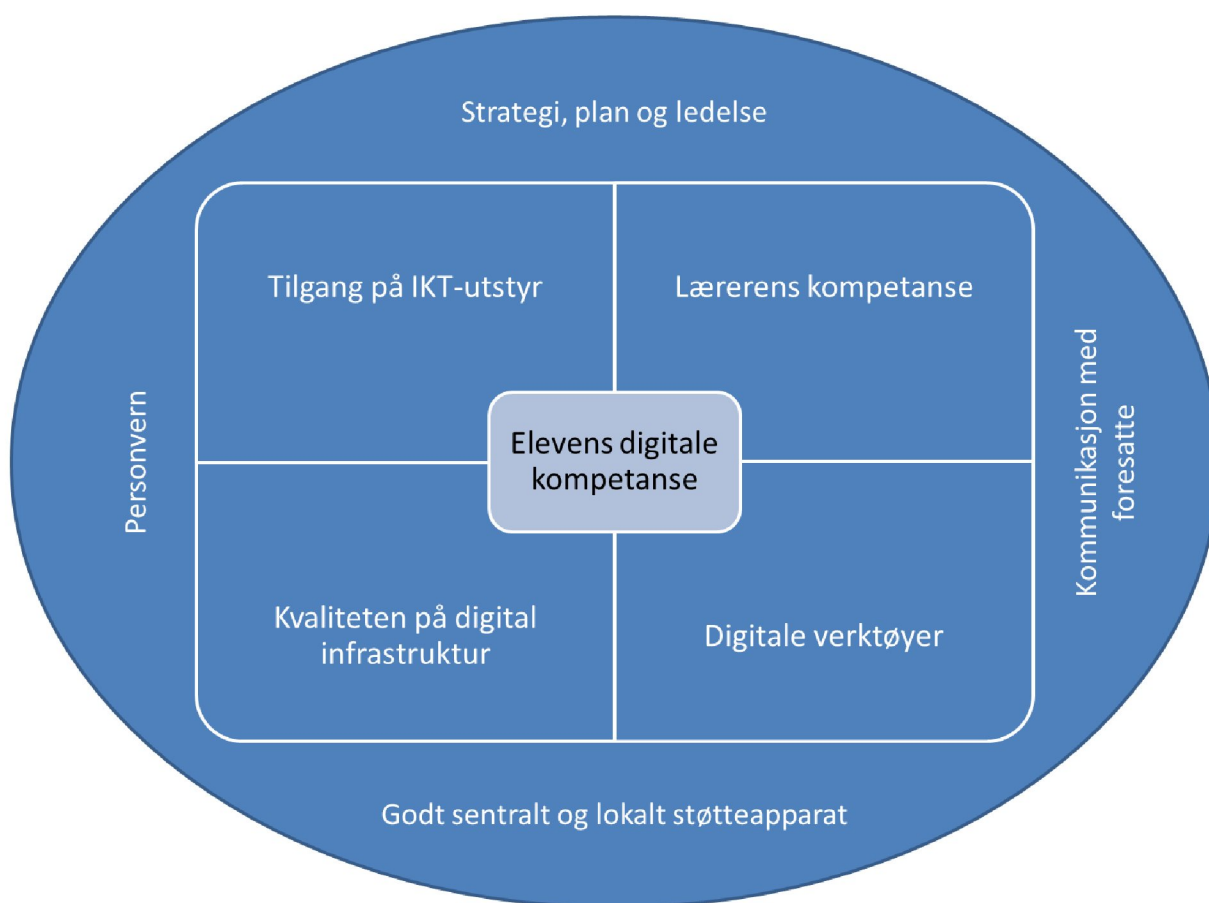 Strategi, plan og ledelse
Tilgang på IKT-utstyr
Lærerens kompetanse
Personvern
Elevens digitale
kompetanse
Kommunikasjon med
foresatte
Kvaliteten på digital
infrastruktur
Digitale verktøyer
Godt sentralt og lokalt støtteapparat